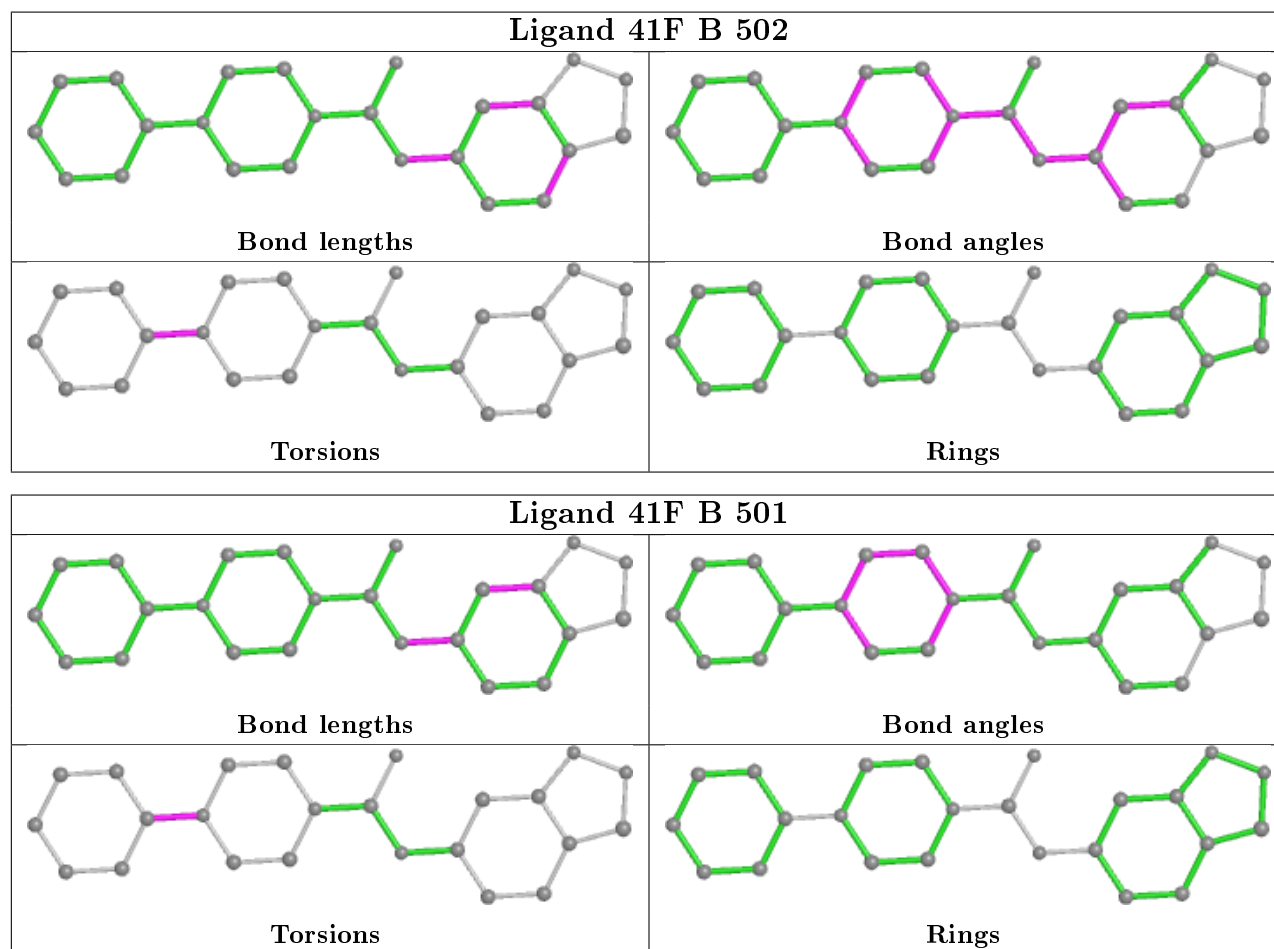 Ligand 41F B 502
Bond lengths
Bond angles
Torsions
Rings
Ligand 41F B 501
Bond lengths
Bond angles
Torsions
Rings